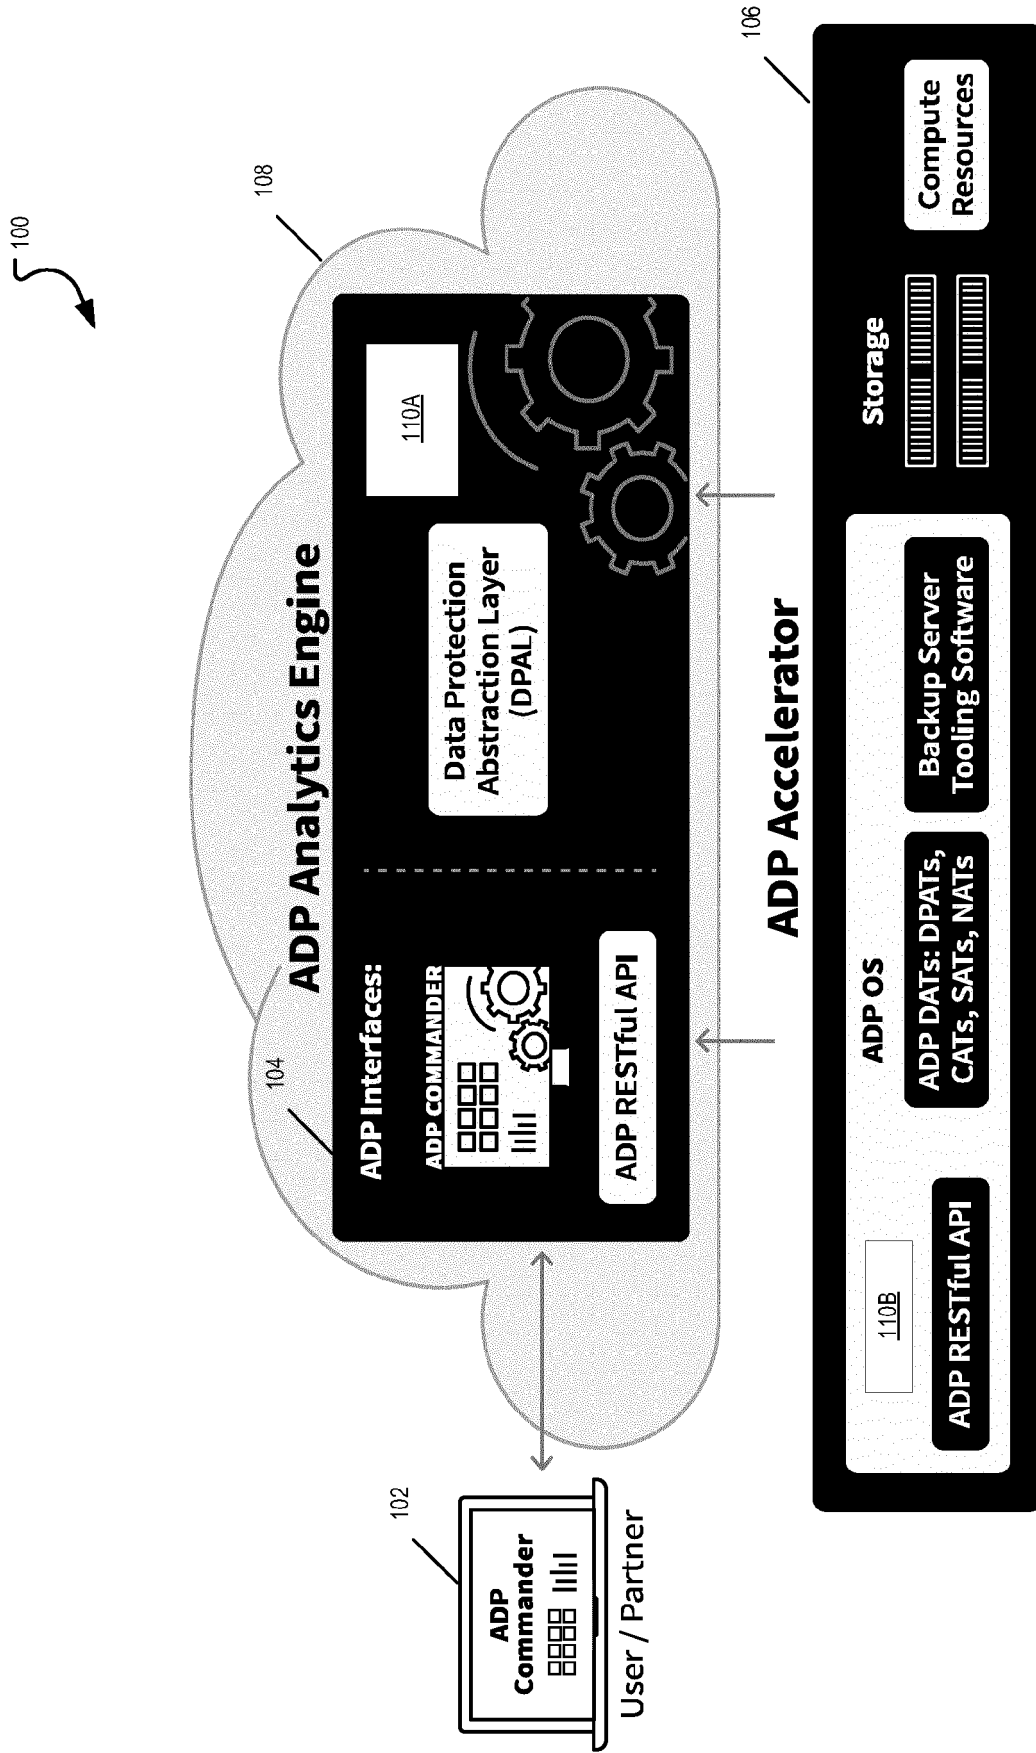 100
108
ADP Analytics Engine
104
ADP Interfaces:
ADP COMMANDER
ADP RESTful API
Data Protection
Abstraction Layer
(DPAL)
110A
102
ADP
Commander
User / Partner
ADP Accelerator
106
ADP OS
110B
ADP RESTful API
ADP DATs: DPATs,
CATs, SATs, NATs
Backup Server
Tooling Software
Storage
Compute
Resources